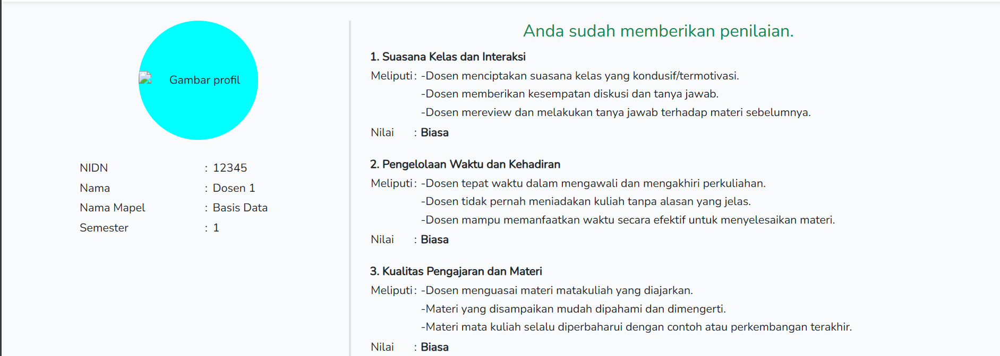 Gambar profil
NIDN : 12345
Nama : Dosen 1
Nama Mapel : Basis Data
Semester : 1
Anda sudah memberikan penilaian.
1. Suasana Kelas dan Interaksi
Meliputi : -Dosen menciptakan suasana kelas yang kondusif/termotivasi.
-Dosen memberikan kesempatan diskusi dan tanya jawab.
-Dosen mereview dan melakukan tanya jawab terhadap materi sebelumnya.
Nilai : Biasa
2. Pengelolaan Waktu dan Kehadiran
Meliputi : -Dosen tepat waktu dalam mengawali dan mengakhiri perkuliahan.
-Dosen tidak pernah meniadakan kuliah tanpa alasan yang jelas.
-Dosen mampu memanfaatkan waktu secara efektif untuk menyelesaikan materi.
Nilai : Biasa
3. Kualitas Pengajaran dan Materi
Meliputi : -Dosen menguasai materi matakuliah yang diajarkan.
-Materi yang disampaikan mudah dipahami dan dimengerti.
-Materi mata kuliah selalu diperbaharui dengan contoh atau perkembangan terakhir.
Nilai : Biasa